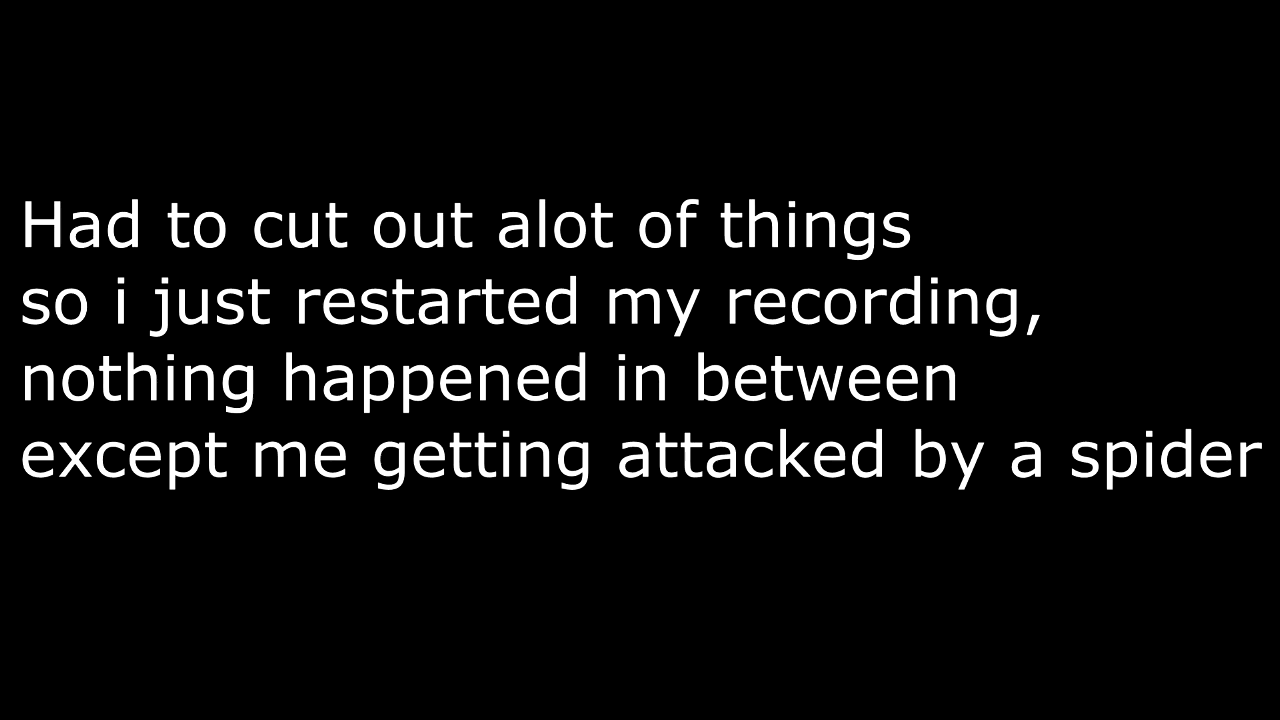 Had to cut out alot of things
so i just restarted my recording,
nothing happened in between
except me getting attacked by a spider